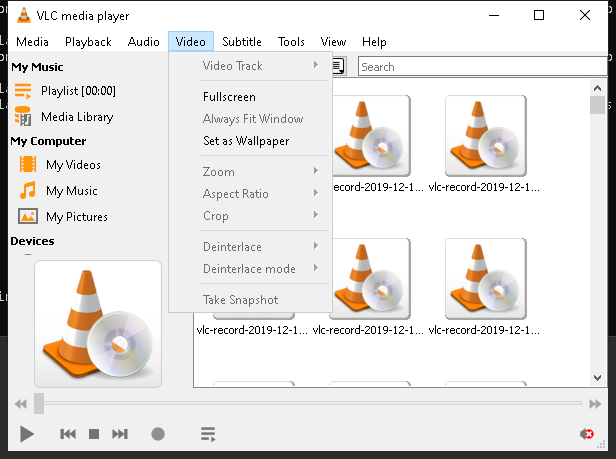 VLC media player
Media Playback Audio Video Subtitle Tools View Help
My Music
Playlist [00:00]
Media Library
My Computer
My Videos
My Music
My Pictures
Devices
Video Track
Fullscreen
Always Fit Window
Set as Wallpaper
Zoom
Aspect Ratio
Crop
Deinterlace
Deinterlace mode
Take Snapshot
Search
vlc-record-2019-12-1... vlc-record-2019-12-1...
vlc-record-2019-12-1... vlc-record-2019-12-1... vlc-record-2019-12-1...